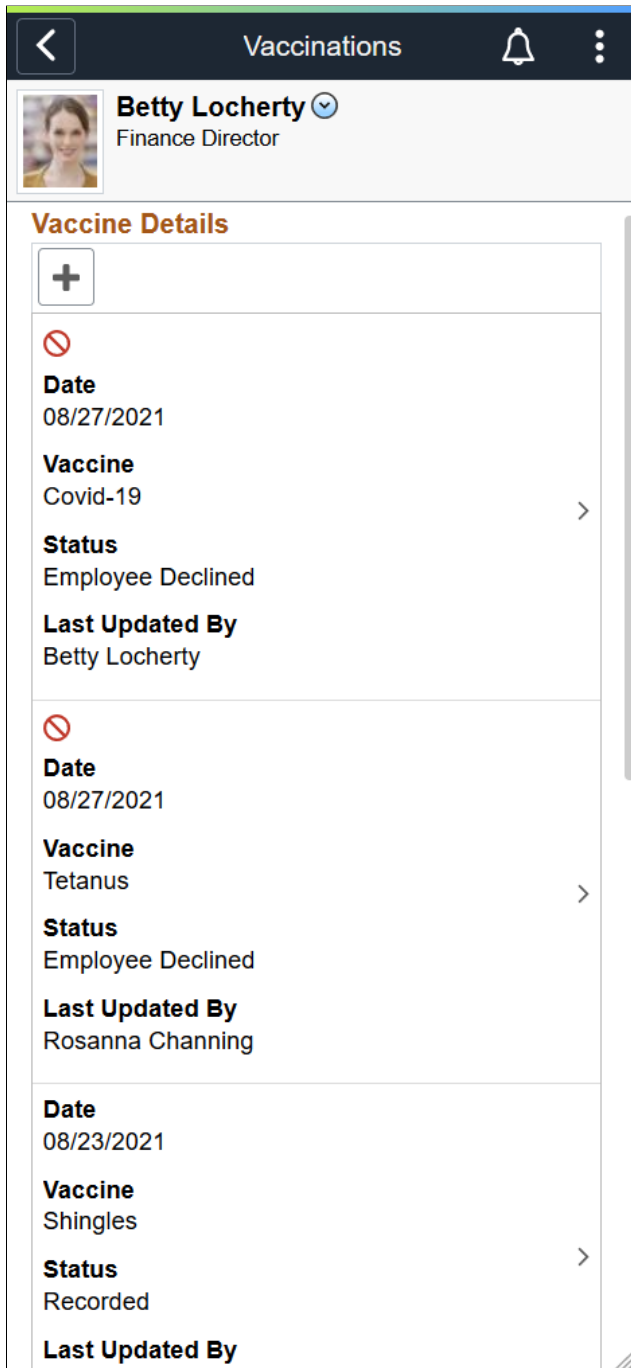 Vaccinations
Betty Locherty
Finance Director
Vaccine Details
Date
08/27/2021
Vaccine
Covid-19
Status
Employee Declined
Last Updated By
Betty Locherty
Date
08/27/2021
Vaccine
Tetanus
Status
Employee Declined
Last Updated By
Rosanna Channing
Date
08/23/2021
Vaccine
Shingles
Status
Recorded
Last Updated By